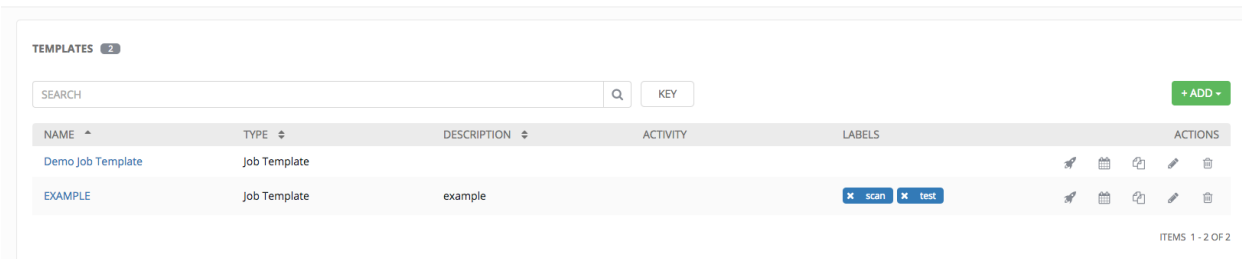 TEMPLATES 2
SEARCH KEY + ADD
NAME TYPE DESCRIPTION ACTIVITY LABELS ACTIONS
Demo Job Template Job Template
EXAMPLE Job Template example × scan × test
ITEMS 1 - 2 OF 2